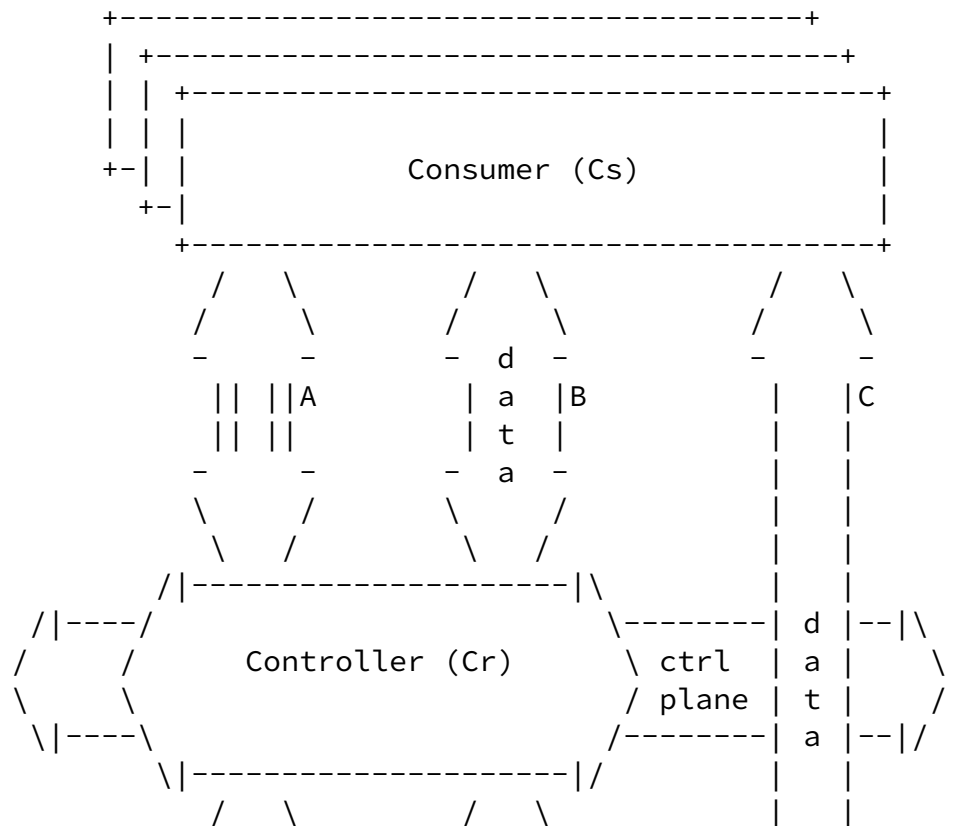 Consumer (Cs)
d
a
t
a
A
B
C
Controller (Cr)
ctrl
plane
d
a
t
a